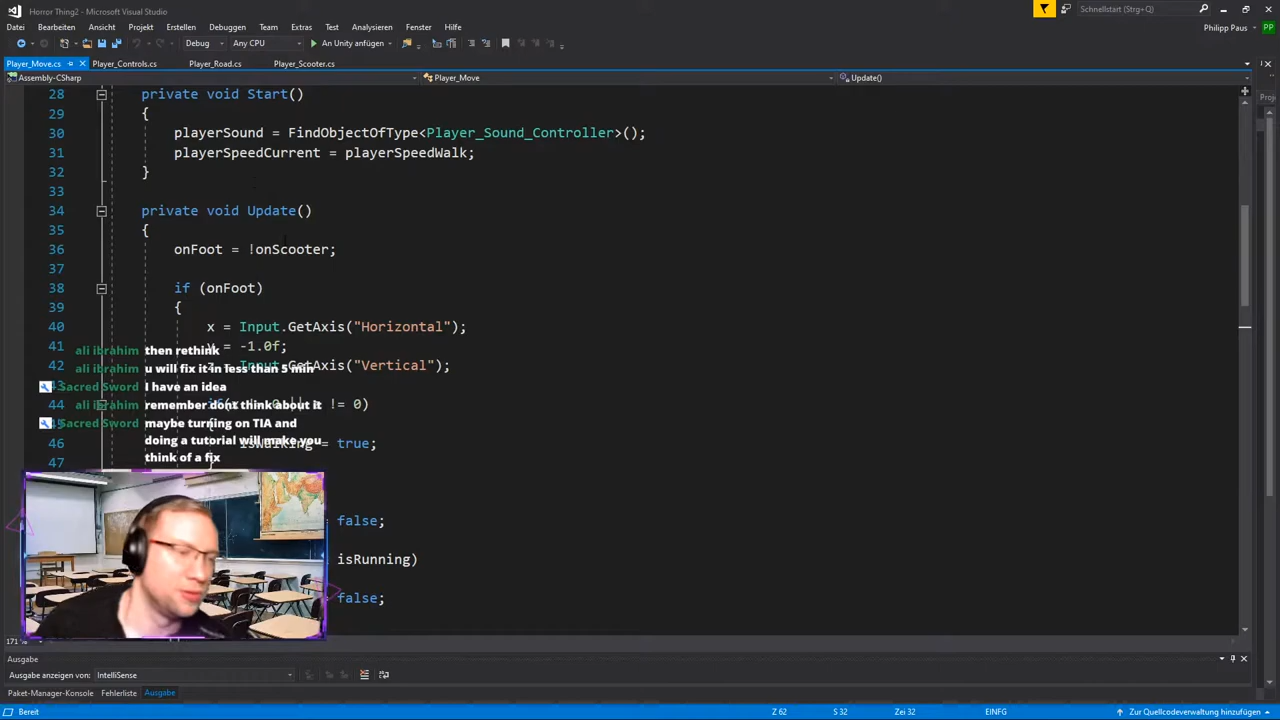 Horror Thing2 - Microsoft Visual Studio
Schnellstart (Strg+Q)
Datei Bearbeiten Ansicht Projekt Erstellen Debuggen Team Extras Test Analysieren Fenster Hilfe
Philipp Paus PP
Debug Any CPU An Unity anfügen
Player_Move.cs Player_Controls.cs Player_Road.cs Player_Scooter.cs
Assembly-CSharp Player_Move Update()
28 private void Start()
29 {
30 playerSound = FindObjectOfType<Player_Sound_Controller>();
31 playerSpeedCurrent = playerSpeedWalk;
32 }
33
34 private void Update()
35 {
36 onFoot = !onScooter;
37
38 if (onFoot)
39 {
40 x = Input.GetAxis("Horizontal");
41 y = -1.0f;
ali ibrahim then rethink
42 z = Input.GetAxis("Vertical");
ali ibrahim u will fix it in less than 5 min
Sacred Sword I have an idea
44 != 0)
ali ibrahim remember dont think about it
Sacred Sword maybe turning on TIA and
doing a tutorial will make you
46 isWalking = true;
think of a fix
47 }
false;
isRunning)
false;
171 %
Ausgabe
Ausgabe anzeigen von: IntelliSense
Paket-Manager-Konsole Fehlerliste Ausgabe
Bereit Z 62 S 32 Zei 32 EINFG Zur Quellcodeverwaltung hinzufügen